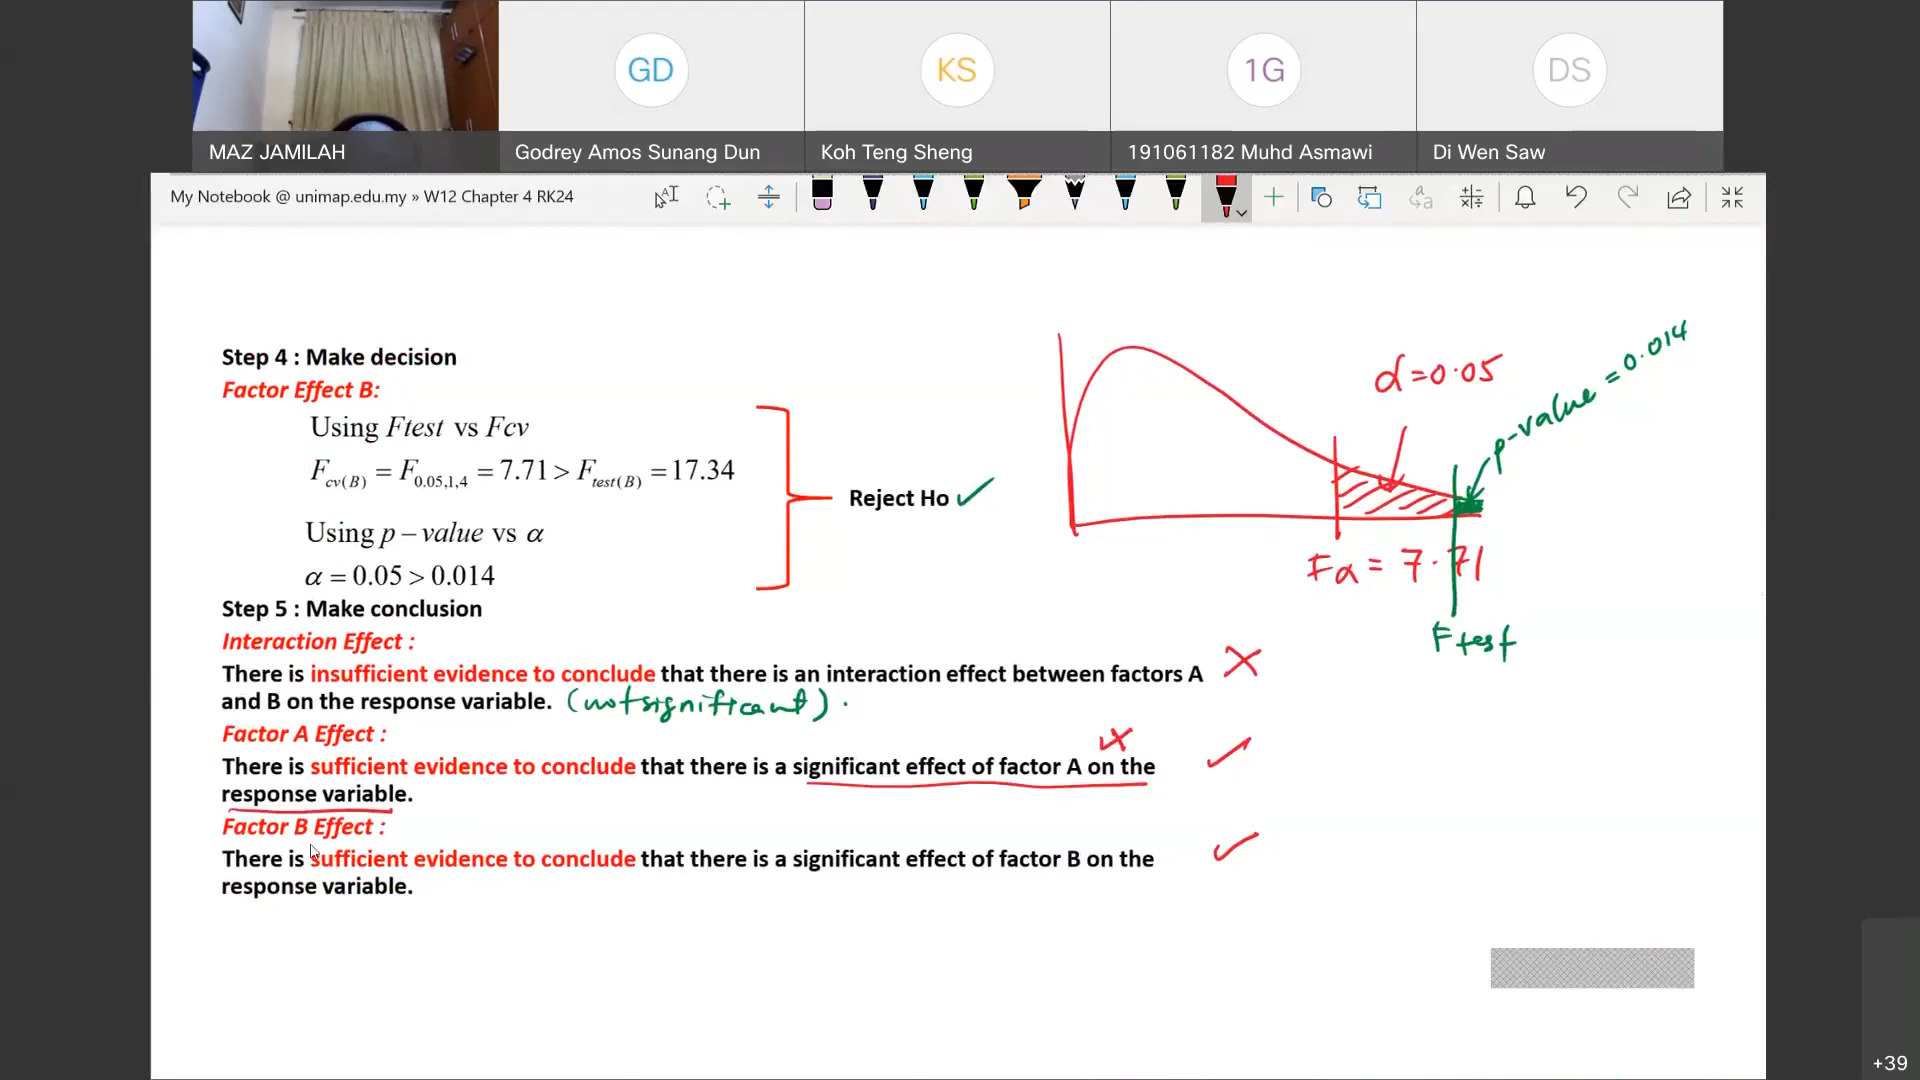 GD
KS
1G
DS
MAZ JAMILAH
Godrey Amos Sunang Dun
Koh Teng Sheng
191061182 Muhd Asmawi
Di Wen Saw
My Notebook @ unimap.edu.my » W12 Chapter 4 RK24
Step 4 : Make decision
Factor Effect B:
Using Ftest vs Fcv
F cv(B) = F 0.05,1,4 = 7.71 > F test(B) = 17.34
Using p – value vs α
α = 0.05 > 0.014
Reject Ho ✓
α = 0.05
p-value = 0.014
Fα = 7.71
Ftest
Step 5 : Make conclusion
Interaction Effect :
There is insufficient evidence to conclude that there is an interaction effect between factors A
and B on the response variable. (not significant).
Factor A Effect :
There is sufficient evidence to conclude that there is a significant effect of factor A on the
response variable.
Factor B Effect :
There is sufficient evidence to conclude that there is a significant effect of factor B on the
response variable.
+39